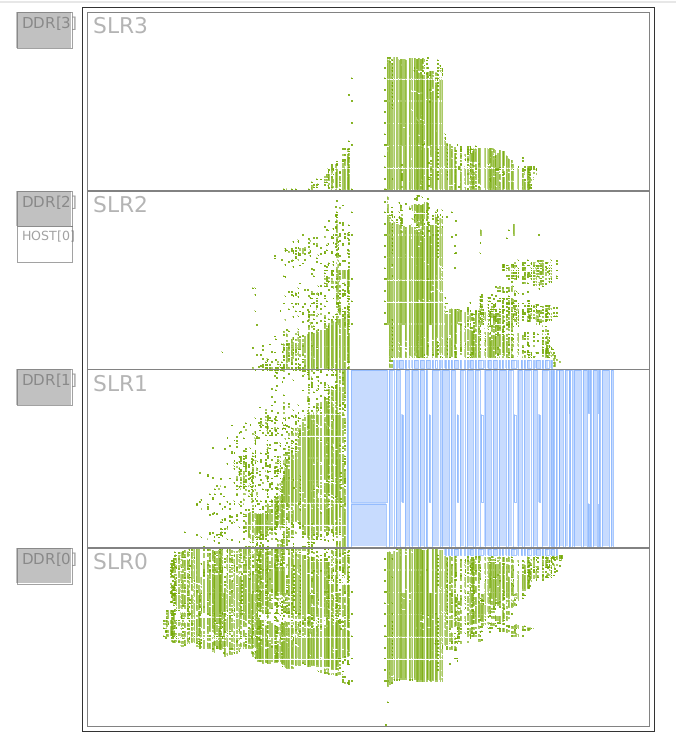 DDR[3]
SLR3
DDR[2]
SLR2
HOST[0]
DDR[1]
SLR1
DDR[0]
SLR0